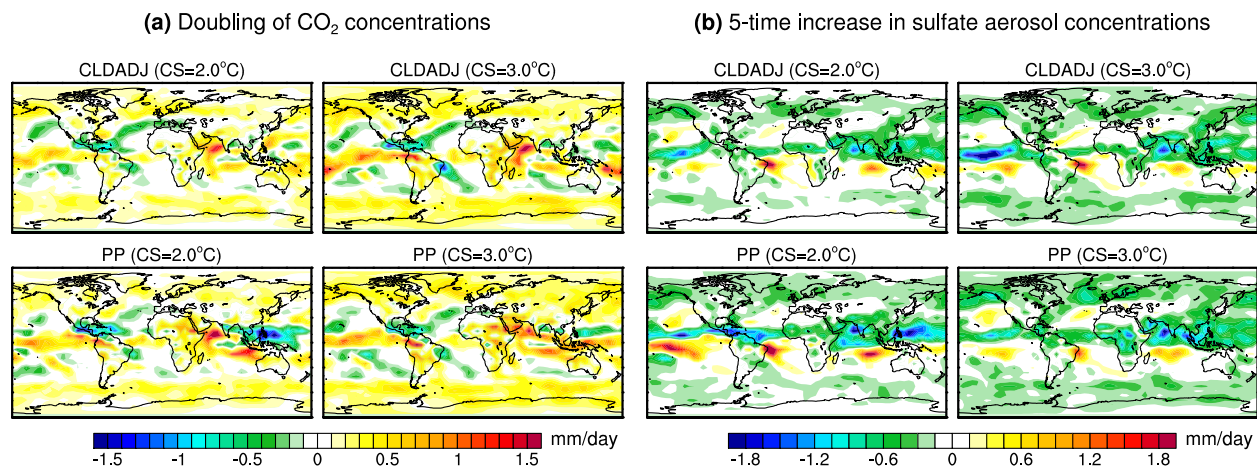 (a) Doubling of CO₂ concentrations
(b) 5-time increase in sulfate aerosol concentrations
CLDADJ (CS=2.0°C)
CLDADJ (CS=3.0°C)
CLDADJ (CS=2.0°C)
CLDADJ (CS=3.0°C)
PP (CS=2.0°C)
PP (CS=3.0°C)
PP (CS=2.0°C)
PP (CS=3.0°C)
mm/day
-1.5 -1 -0.5 0 0.5 1 1.5
mm/day
-1.8 -1.2 -0.6 0 0.6 1.2 1.8